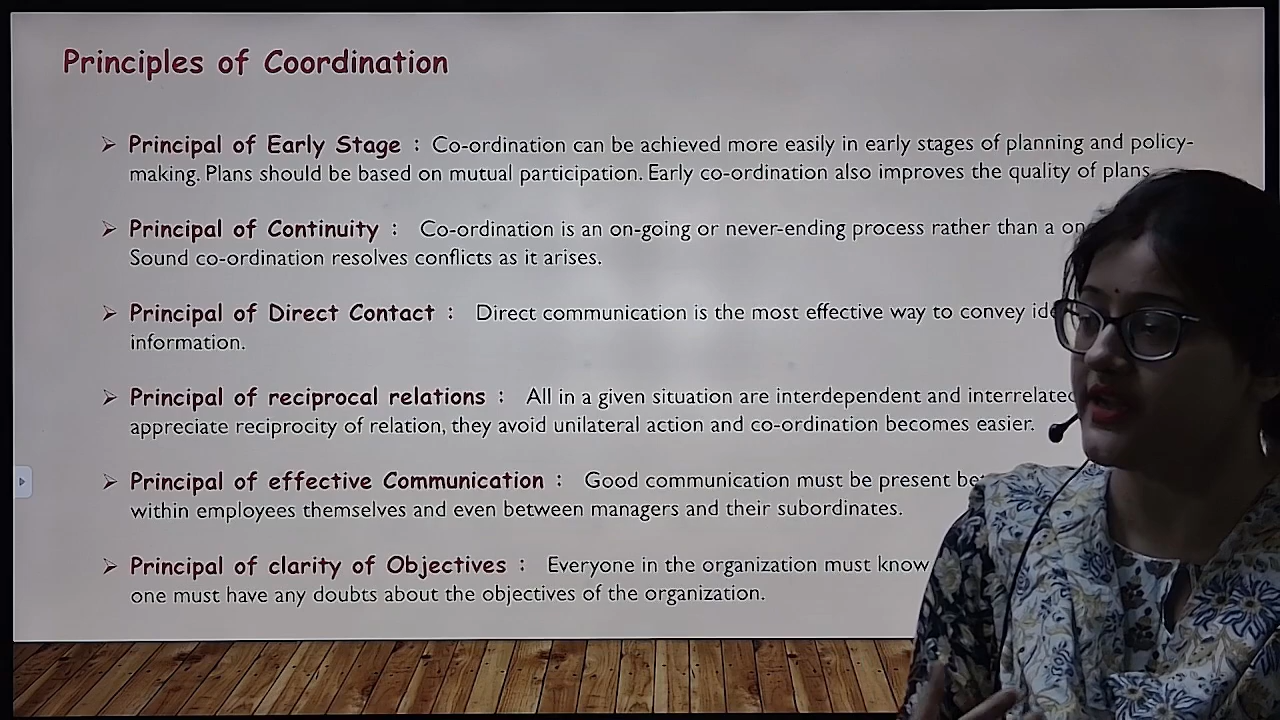 Principles of Coordination
➢ Principal of Early Stage : Co-ordination can be achieved more easily in early stages of planning and policy-
making. Plans should be based on mutual participation. Early co-ordination also improves the quality of plans
➢ Principal of Continuity : Co-ordination is an on-going or never-ending process rather than a
Sound co-ordination resolves conflicts as it arises.
➢ Principal of Direct Contact : Direct communication is the most effective way to convey
information.
➢ Principal of reciprocal relations : All in a given situation are interdependent and interrelated
appreciate reciprocity of relation, they avoid unilateral action and co-ordination becomes easier.
➢ Principal of effective Communication : Good communication must be present
within employees themselves and even between managers and their subordinates.
➢ Principal of clarity of Objectives : Everyone in the organization must know
one must have any doubts about the objectives of the organization.